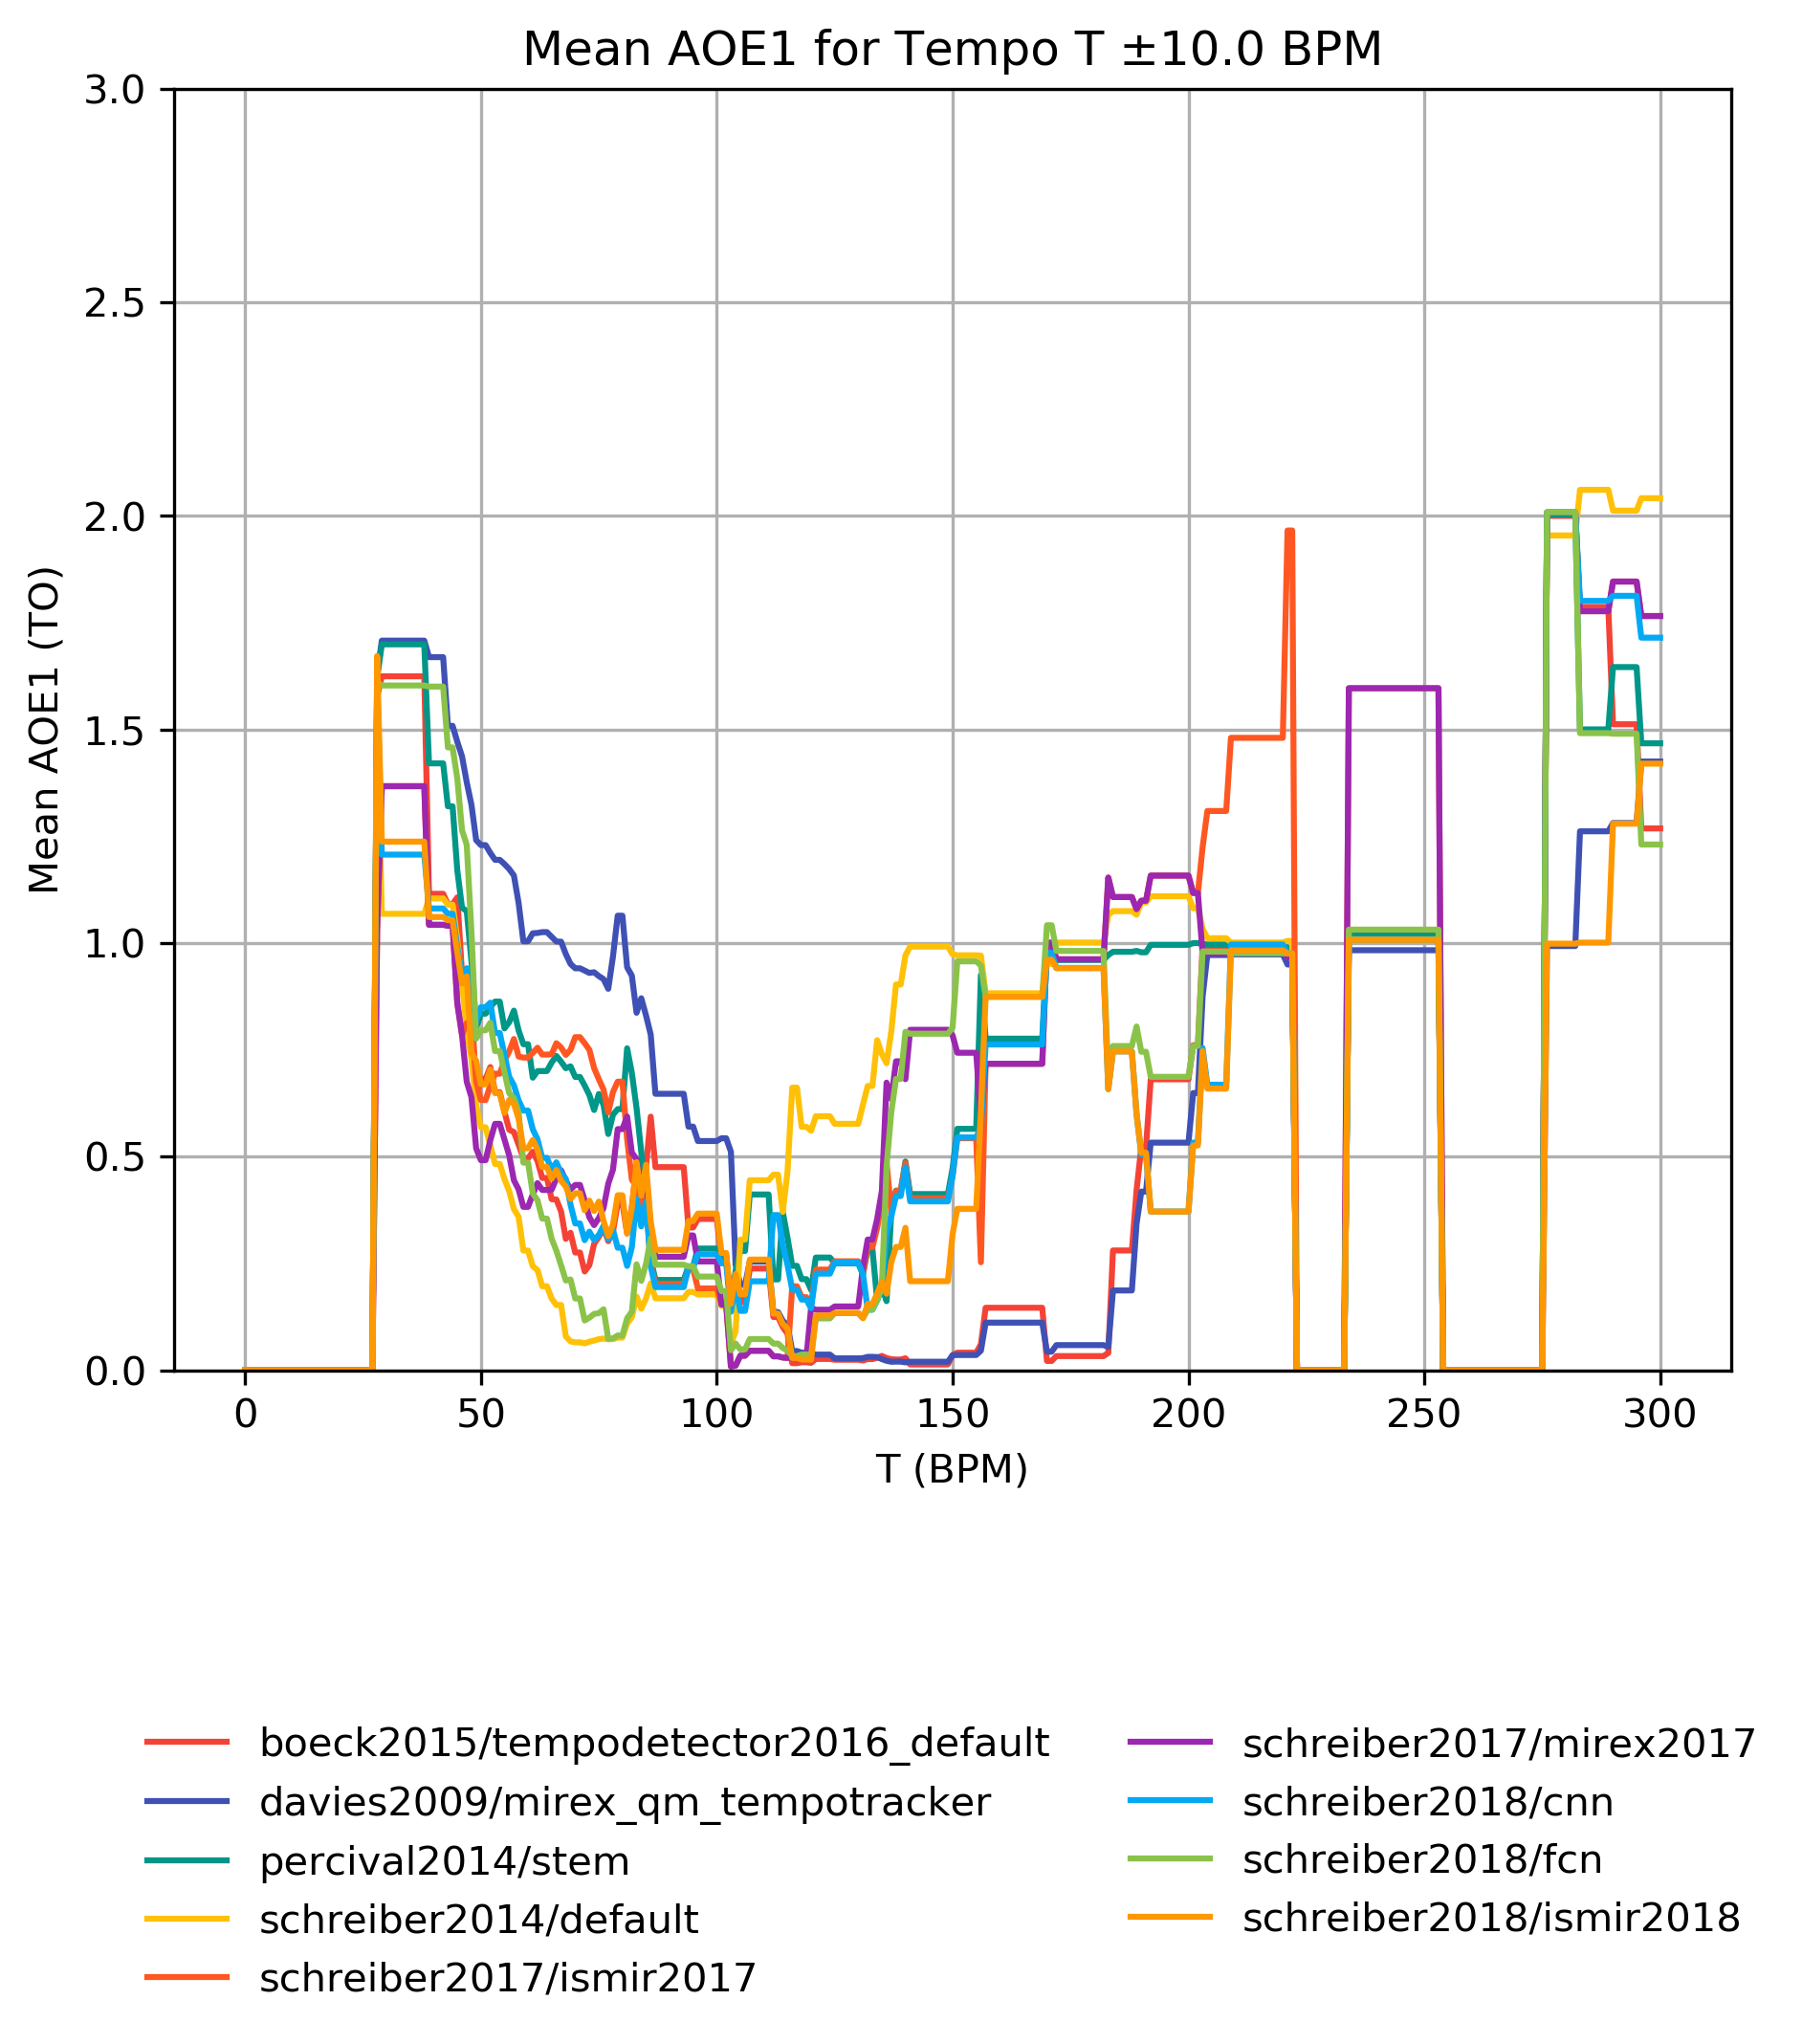 Mean AOE1 for Tempo T ±10.0 BPM
3.0
2.5
2.0
1.5
1.0
0.5
0.0
Mean AOE1 (TO)
0 50 100 150 200 250 300
T (BPM)
boeck2015/tempodetector2016_default
davies2009/mirex_qm_tempotracker
percival2014/stem
schreiber2014/default
schreiber2017/ismir2017
schreiber2017/mirex2017
schreiber2018/cnn
schreiber2018/fcn
schreiber2018/ismir2018